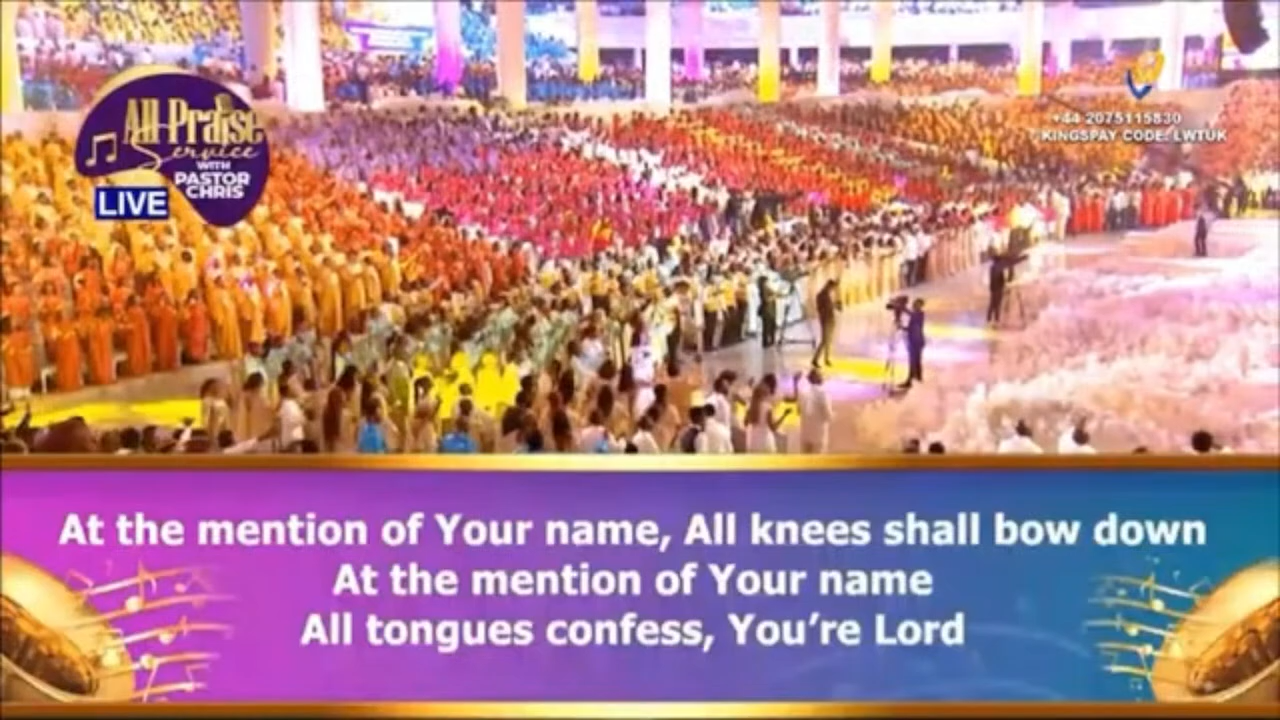 All Praise
Service
WITH
PASTOR
CHRIS
LIVE
+44 2075115830
KINGSPAY CODE: LWTUK
At the mention of Your name, All knees shall bow down
At the mention of Your name
All tongues confess, You're Lord